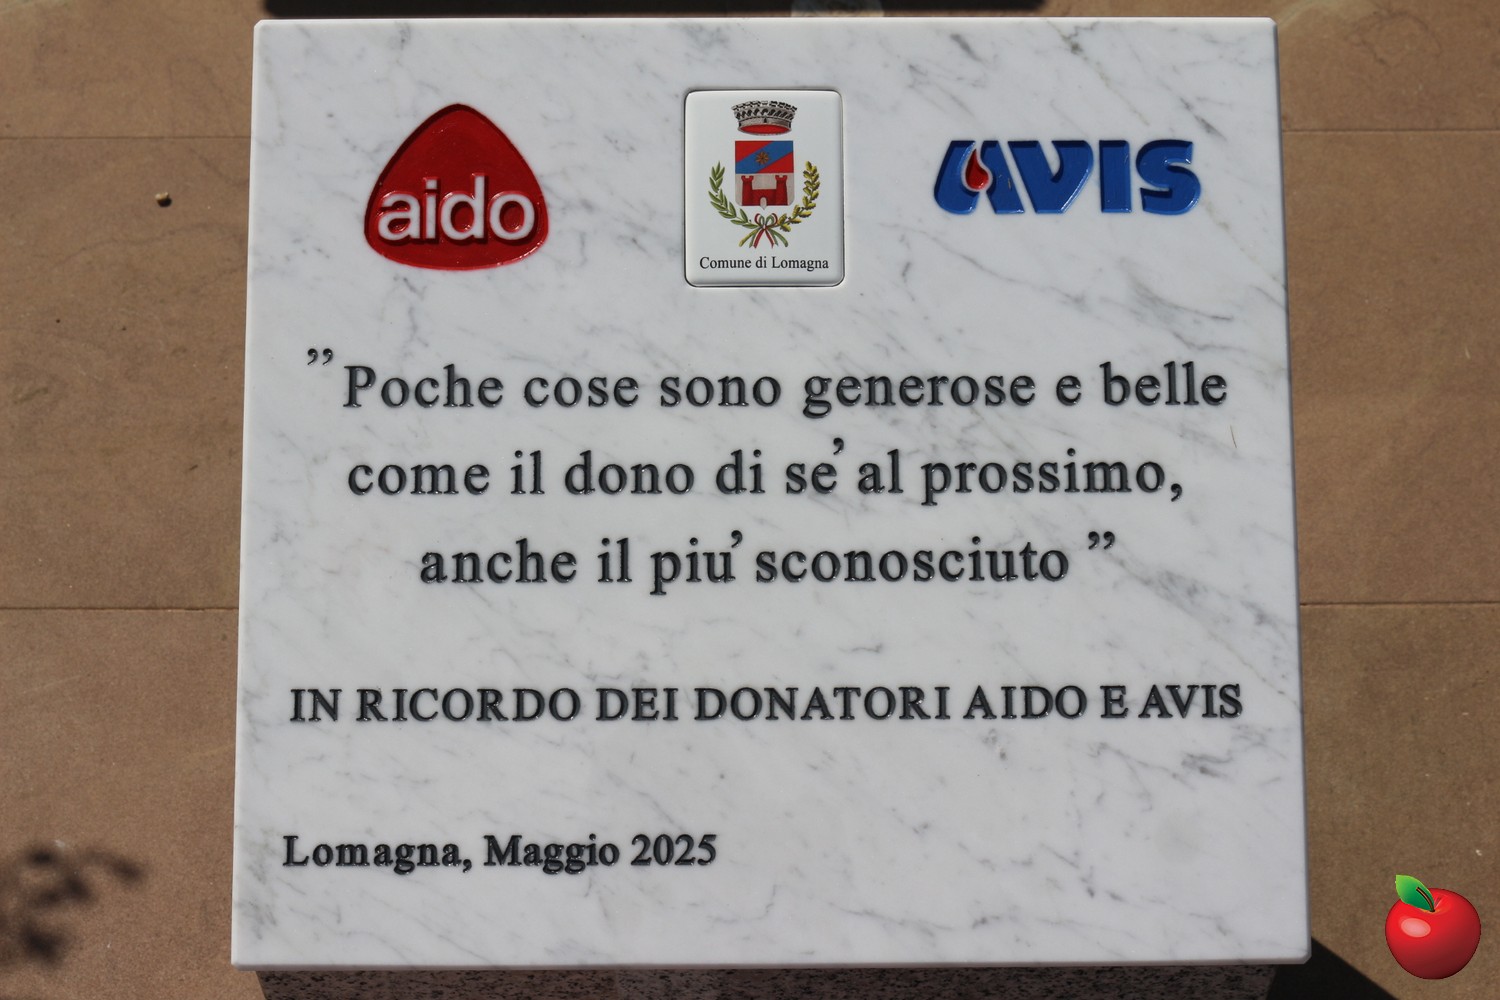 aido
Comune di Lomagna
AVIS
”Poche cose sono generose e belle
come il dono di se’ al prossimo,
anche il piu’ sconosciuto ”
IN RICORDO DEI DONATORI AIDO E AVIS
Lomagna, Maggio 2025